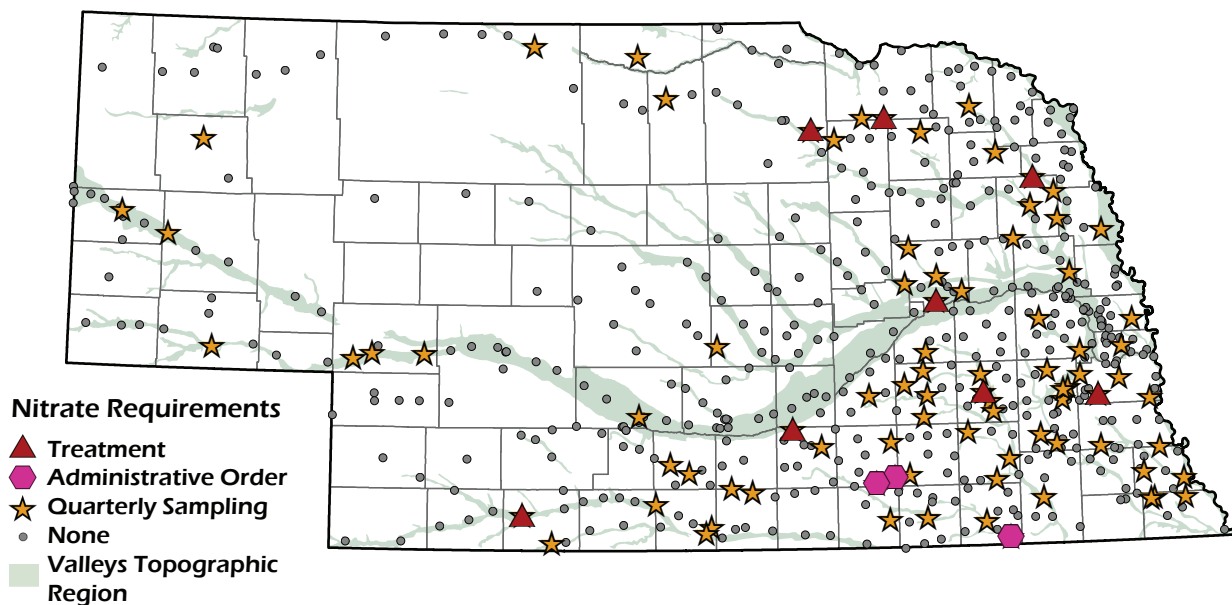 Nitrate Requirements
Treatment
Administrative Order
Quarterly Sampling
None
Valleys Topographic
Region